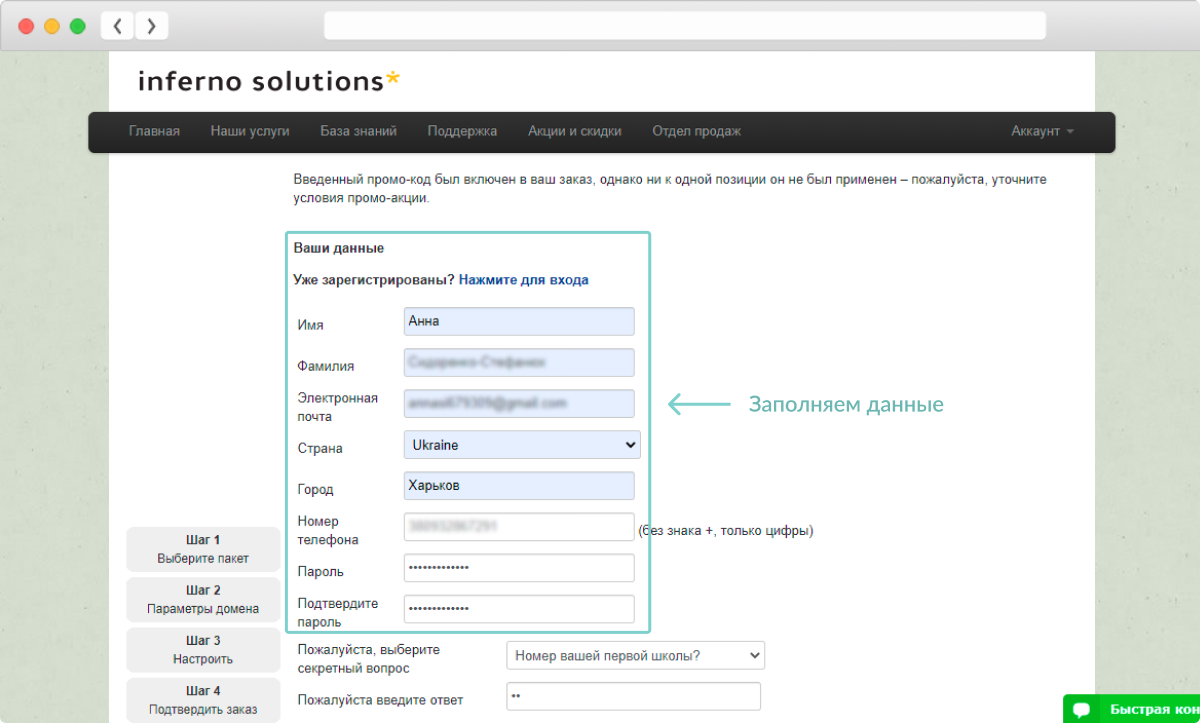 inferno solutions*
Главная Наши услуги База знаний Поддержка Акции и скидки Отдел продаж Аккаунт
Введенный промо-код был включен в ваш заказ, однако ни к одной позиции он не был применен – пожалуйста, уточните
условия промо-акции.
Ваши данные
Уже зарегистрированы? Нажмите для входа
Имя Анна
Фамилия
Электронная
почта
Заполняем данные
Страна Ukraine
Город Харьков
Номер
телефона
(без знака +, только цифры)
Пароль •••••••••••••
Подтвердите
пароль
•••••••••••••
Пожалуйста, выберите
секретный вопрос
Номер вашей первой школы?
Пожалуйста введите ответ ••
Шаг 1
Выберите пакет
Шаг 2
Параметры домена
Шаг 3
Настроить
Шаг 4
Подтвердить заказ
Быстрая кон